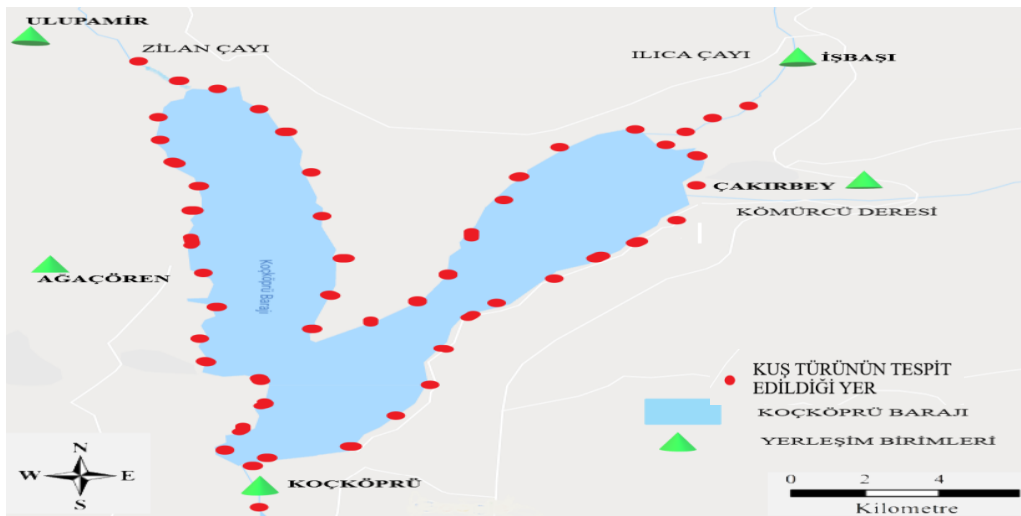 ULUPAMİR
ZİLAN ÇAYI
ILICA ÇAYI
İŞBAŞI
ÇAKIRBEY
KÖMÜRCÜ DERESİ
AĞAÇÖREN
Koçköprü Barajı
KUŞ TÜRÜNÜN TESPİT
EDİLDİĞİ YER
KOÇKÖPRÜ BARAJI
YERLEŞİM BİRİMLERİ
N
W E
S
KOÇKÖPRÜ
0 2 4
Kilometre